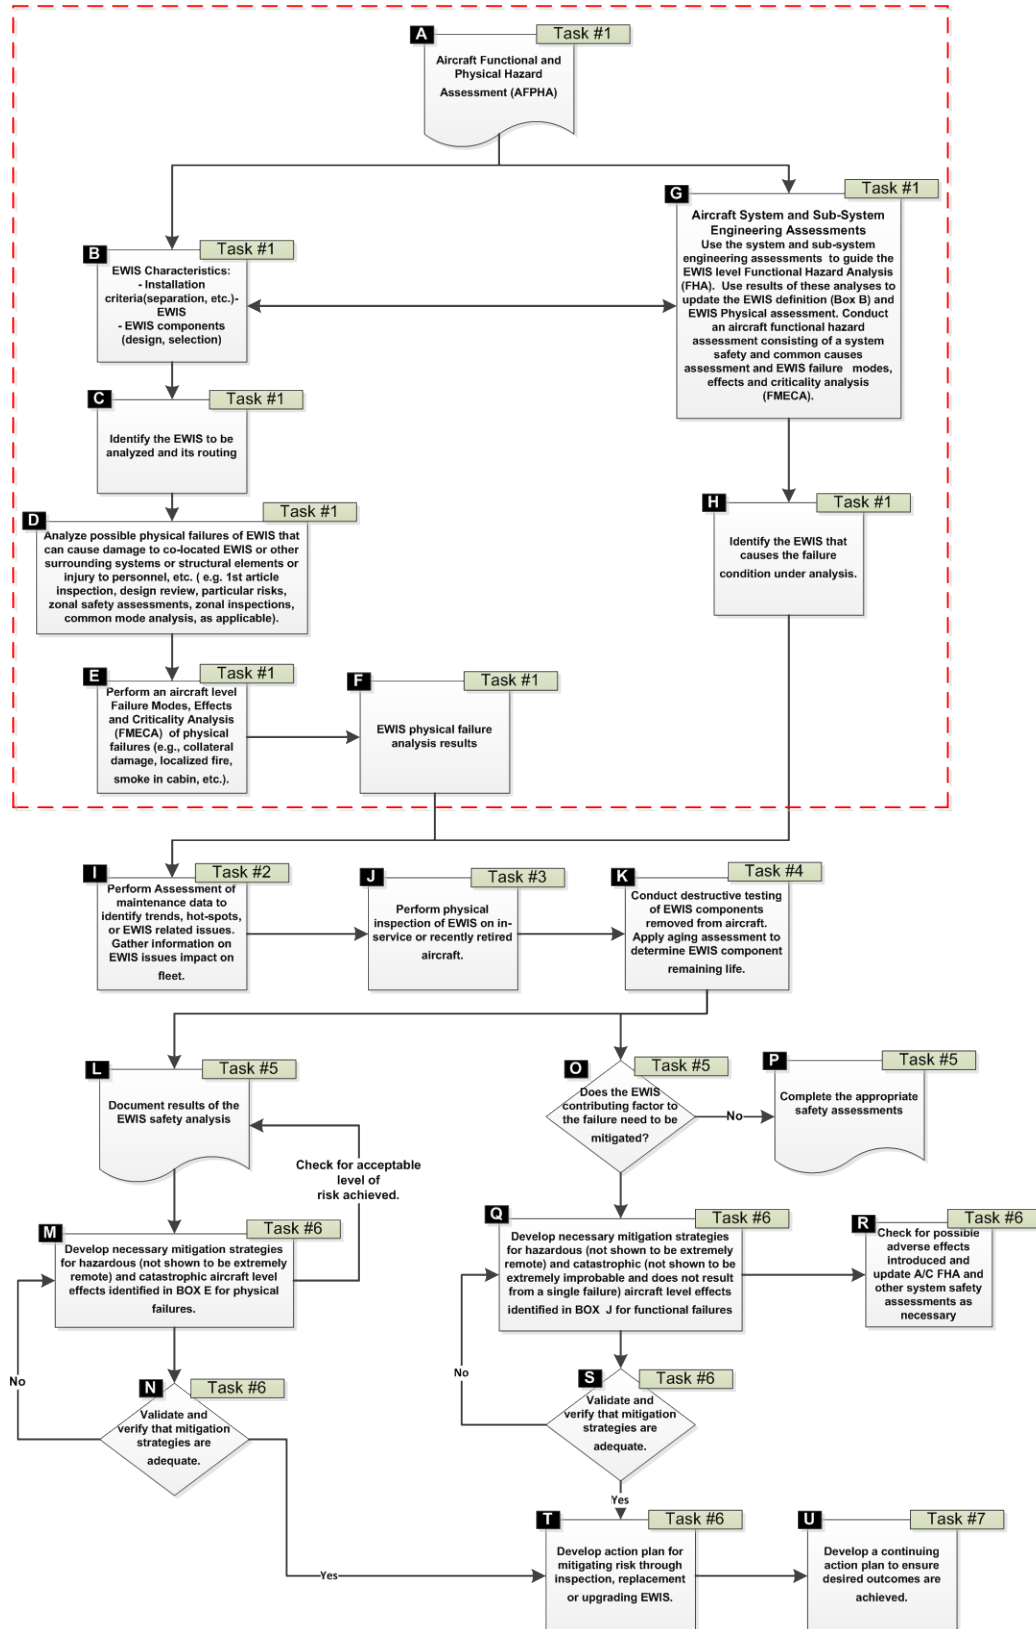 A
Task #1
Aircraft Functional and
Physical Hazard
Assessment (AFPHA)
G
Task #1
Aircraft System and Sub-System
Engineering Assessments
Use the system and sub-system
engineering assessments to guide the
EWIS level Functional Hazard Analysis
(FHA). Use results of these analyses to
update the EWIS definition (Box B) and
EWIS Physical assessment. Conduct
an aircraft functional hazard
assessment consisting of a system
safety and common causes
assessment and EWIS failure modes,
effects and criticality analysis
(FMECA).
B
Task #1
EWIS Characteristics:
- Installation
criteria(separation, etc.)-
EWIS
- EWIS components
(design, selection)
C
Task #1
Identify the EWIS to be
analyzed and its routing
D
Task #1
Analyze possible physical failures of EWIS that
can cause damage to co-located EWIS or other
surrounding systems or structural elements or
injury to personnel, etc. ( e.g. 1st article
inspection, design review, particular risks,
zonal safety assessments, zonal inspections,
common mode analysis, as applicable).
H
Task #1
Identify the EWIS that
causes the failure
condition under analysis.
E
Task #1
Perform an aircraft level
Failure Modes, Effects
and Criticality Analysis
(FMECA) of physical
failures (e.g., collateral
damage, localized fire,
smoke in cabin, etc.).
F
Task #1
EWIS physical failure
analysis results
I
Task #2
Perform Assessment of
maintenance data to
identify trends, hot-spots,
or EWIS related issues.
Gather information on
EWIS issues impact on
fleet.
J
Task #3
Perform physical
inspection of EWIS on in-
service or recently retired
aircraft.
K
Task #4
Conduct destructive testing
of EWIS components
removed from aircraft.
Apply aging assessment to
determine EWIS component
remaining life.
L
Task #5
Document results of the
EWIS safety analysis
O
Task #5
Does the EWIS
contributing factor to
the failure need to be
mitigated?
No
P
Task #5
Complete the appropriate
safety assessments
Check for acceptable
level of
risk achieved.
M
Task #6
Develop necessary mitigation strategies
for hazardous (not shown to be extremely
remote) and catastrophic aircraft level
effects identified in BOX E for physical
failures.
Q
Task #6
Develop necessary mitigation strategies
for hazardous (not shown to be extremely
remote) and catastrophic (not shown to be
extremely improbable and does not result
from a single failure) aircraft level effects
identified in BOX J for functional failures
R
Task #6
Check for possible
adverse effects
introduced and
update A/C FHA and
other system safety
assessments as
necessary
No
N
Task #6
Validate and
verify that mitigation
strategies are
adequate.
No
S
Task #6
Validate and
verify that mitigation
strategies are
adequate.
Yes
Yes
T
Task #6
Develop action plan for
mitigating risk through
inspection, replacement
or upgrading EWIS.
U
Task #7
Develop a continuing
action plan to ensure
desired outcomes are
achieved.